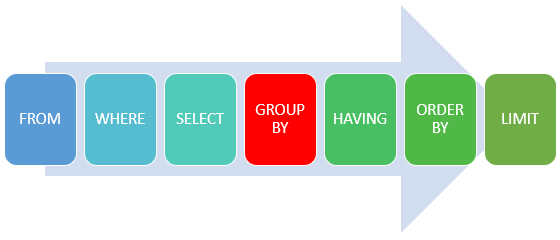 FROM
WHERE
SELECT
GROUP
BY
HAVING
ORDER
BY
LIMIT